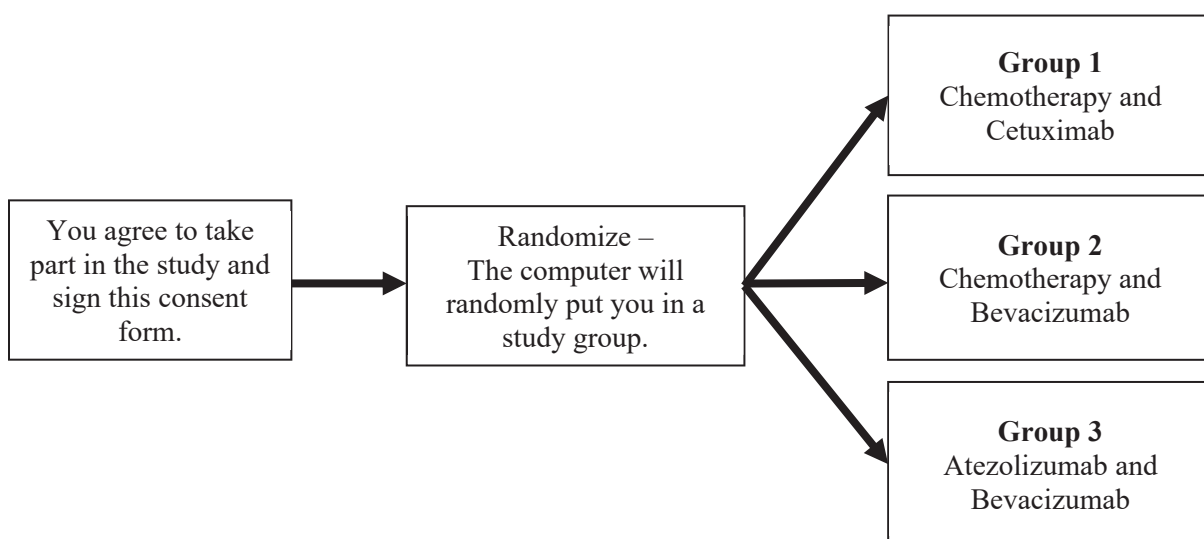 You agree to take
part in the study and
sign this consent
form.
Randomize –
The computer will
randomly put you in a
study group.
Group 1
Chemotherapy and
Cetuximab
Group 2
Chemotherapy and
Bevacizumab
Group 3
Atezolizumab and
Bevacizumab